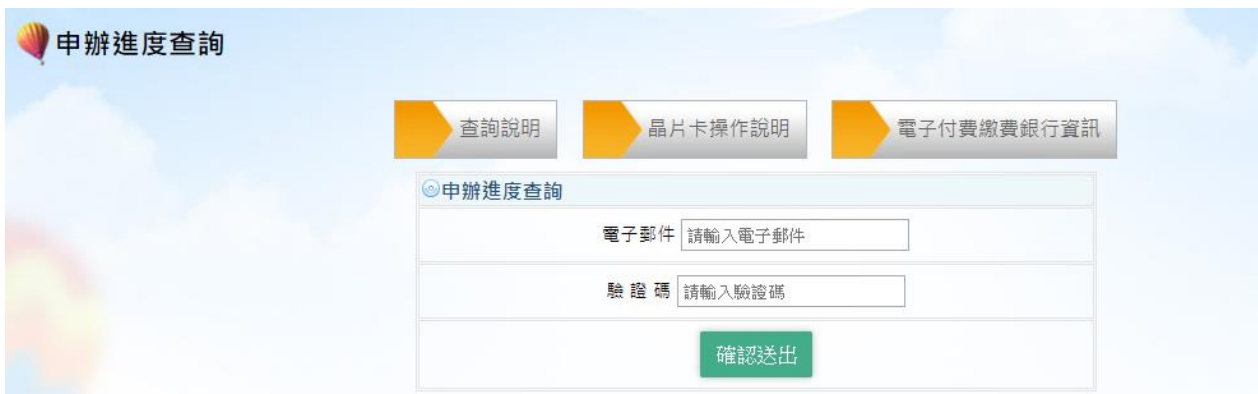 申辦進度查詢
查詢說明
晶片卡操作說明
電子付費繳費銀行資訊
申辦進度查詢
電子郵件 請輸入電子郵件
驗證碼 請輸入驗證碼
確認送出